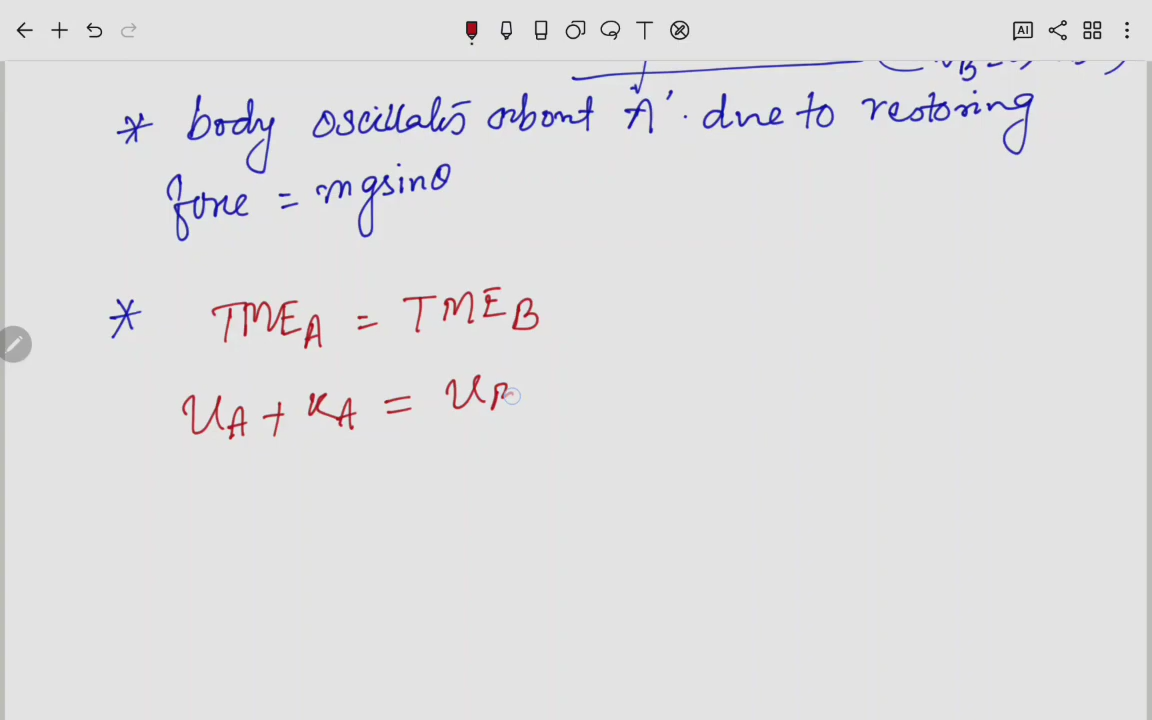 * body oscillates about 'A'. due to restoring
force = mgsinθ
* TME_A = TME_B
U_A + K_A = U